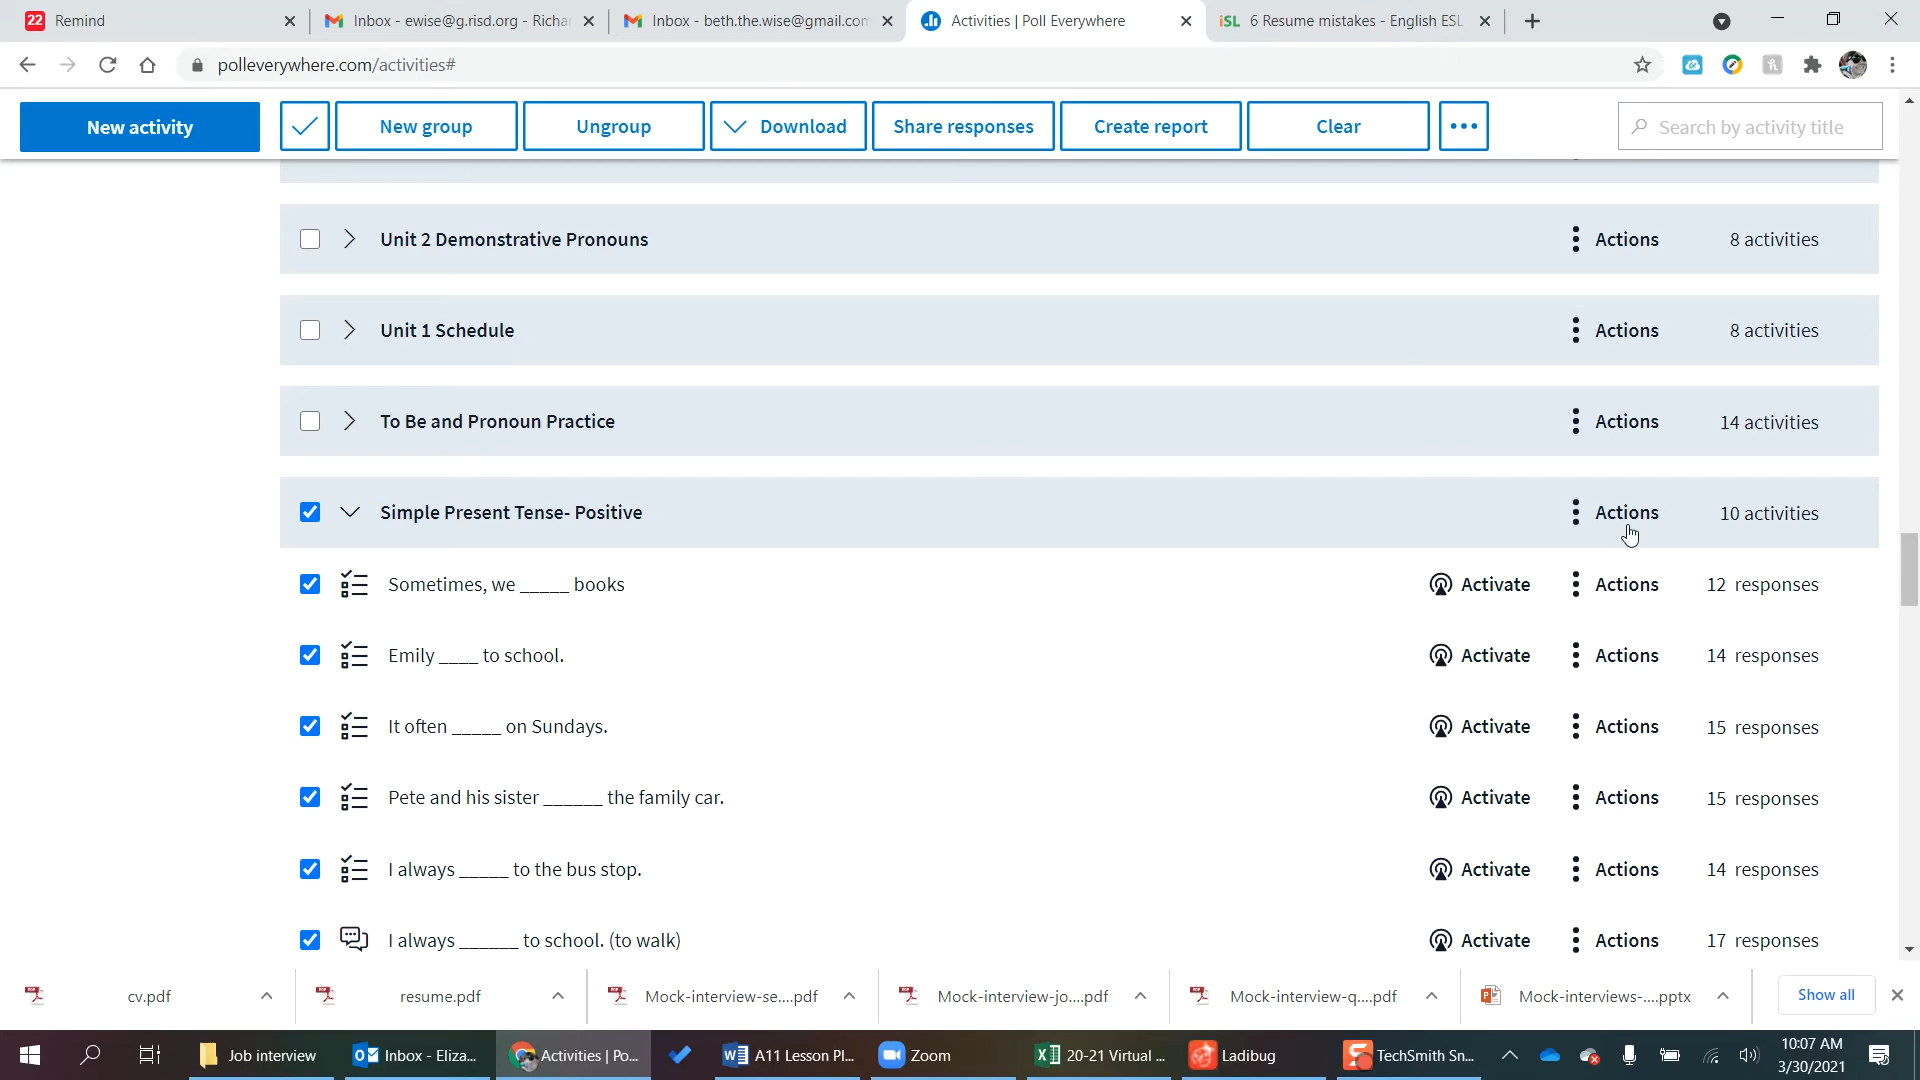 22 Remind
Inbox - ewise@g.risd.org - Richa
Inbox - beth.the.wise@gmail.com
Activities | Poll Everywhere
iSL 6 Resume mistakes - English ESL
polleverywhere.com/activities#
New activity
New group
Ungroup
Download
Share responses
Create report
Clear
Search by activity title
Unit 2 Demonstrative Pronouns Actions 8 activities
Unit 1 Schedule Actions 8 activities
To Be and Pronoun Practice Actions 14 activities
Simple Present Tense- Positive Actions 10 activities
Sometimes, we _____ books Activate Actions 12 responses
Emily ____ to school. Activate Actions 14 responses
It often _____ on Sundays. Activate Actions 15 responses
Pete and his sister ______ the family car. Activate Actions 15 responses
I always _____ to the bus stop. Activate Actions 14 responses
I always ______ to school. (to walk) Activate Actions 17 responses
cv.pdf
resume.pdf
Mock-interview-se....pdf
Mock-interview-jo....pdf
Mock-interview-q....pdf
Mock-interviews-....pptx
Show all
Job interview
Inbox - Eliza...
Activities | Po...
A11 Lesson Pl...
Zoom
20-21 Virtual ...
Ladibug
TechSmith Sn...
10:07 AM
3/30/2021